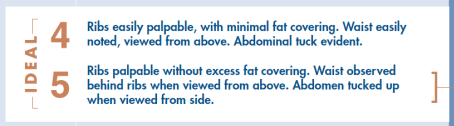 IDEAL
4
Ribs easily palpable, with minimal fat covering. Waist easily
noted, viewed from above. Abdominal tuck evident.
5
Ribs palpable without excess fat covering. Waist observed
behind ribs when viewed from above. Abdomen tucked up
when viewed from side.